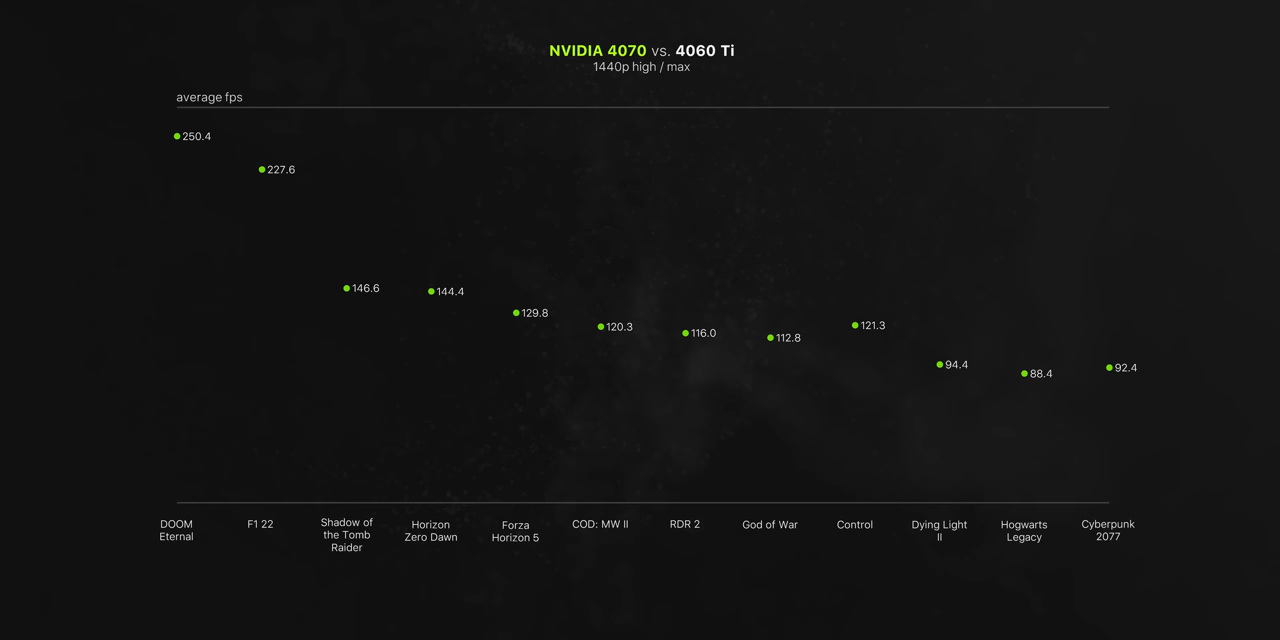 NVIDIA 4070 vs. 4060 Ti
1440p high / max
average fps
250.4
227.6
146.6
144.4
129.8
120.3
116.0
112.8
121.3
94.4
88.4
92.4
DOOM
Eternal
F1 22
Shadow of
the Tomb
Raider
Horizon
Zero Dawn
Forza
Horizon 5
COD: MW II
RDR 2
God of War
Control
Dying Light
II
Hogwarts
Legacy
Cyberpunk
2077